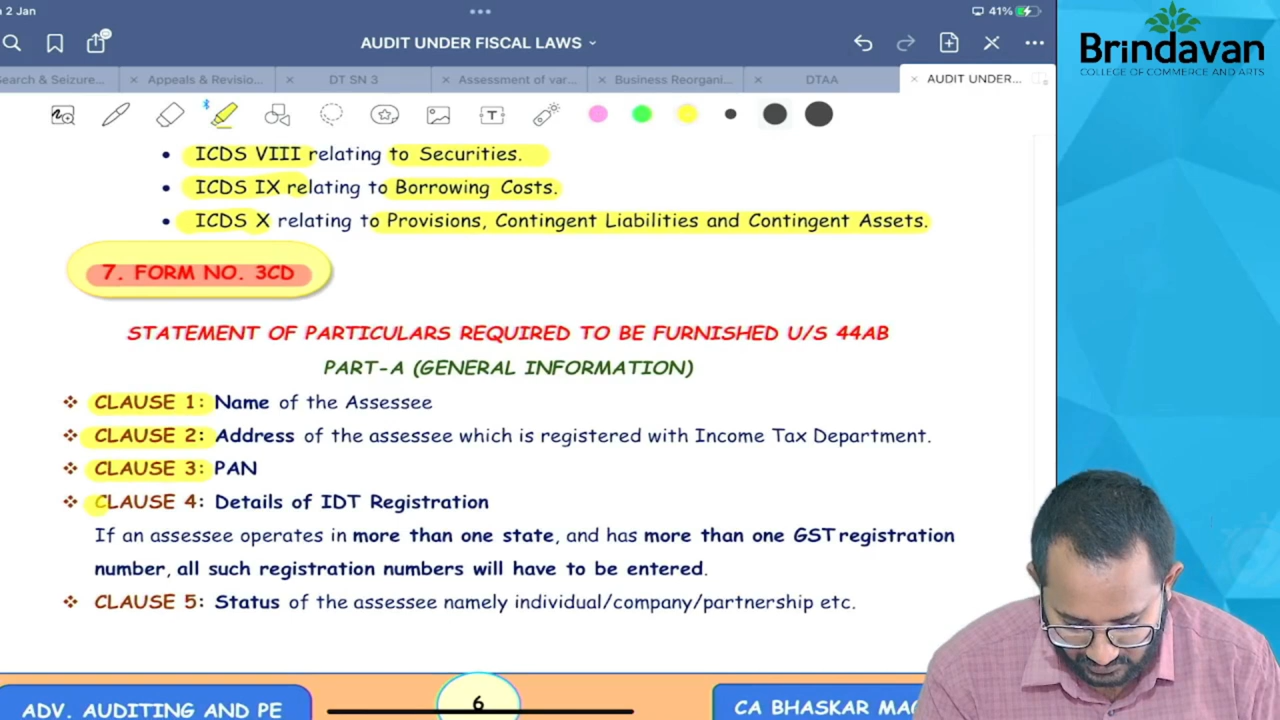 2 Jan
41%
AUDIT UNDER FISCAL LAWS
Brindavan
COLLEGE OF COMMERCE AND ARTS
earch & Seizure...
Appeals & Revisio...
DT SN 3
Assessment of var...
Business Reorgani...
DTAA
AUDIT UNDER...
• ICDS VIII relating to Securities.
• ICDS IX relating to Borrowing Costs.
• ICDS X relating to Provisions, Contingent Liabilities and Contingent Assets.
7. FORM NO. 3CD
STATEMENT OF PARTICULARS REQUIRED TO BE FURNISHED U/S 44AB
PART-A (GENERAL INFORMATION)
❖ CLAUSE 1: Name of the Assessee
❖ CLAUSE 2: Address of the assessee which is registered with Income Tax Department.
❖ CLAUSE 3: PAN
❖ CLAUSE 4: Details of IDT Registration
If an assessee operates in more than one state, and has more than one GST registration
number, all such registration numbers will have to be entered.
❖ CLAUSE 5: Status of the assessee namely individual/company/partnership etc.
ADV. AUDITING AND PE
6
CA BHASKAR MAG